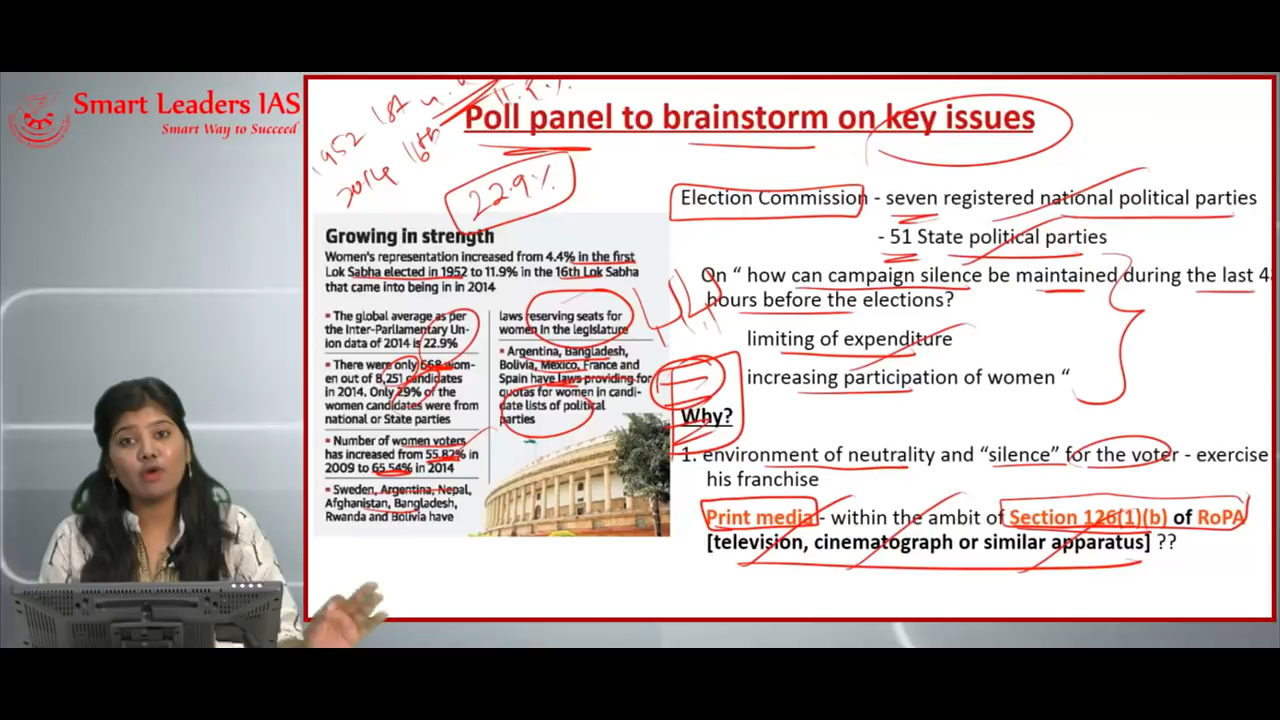 Smart Leaders IAS
Smart Way to Succeed
1952 1st 4.4
2014 16th 11.9%
22.9%
Poll panel to brainstorm on key issues
Growing in strength
Women's representation increased from 4.4% in the first
Lok Sabha elected in 1952 to 11.9% in the 16th Lok Sabha
that came into being in in 2014
▪ The global average as per
the Inter-Parliamentary Un-
ion data of 2014 is 22.9%
▪ There were only 668 wom-
en out of 8,251 candidates
in 2014. Only 29% of the
women candidates were from
national or State parties
▪ Number of women voters
has increased from 55.82% in
2009 to 65.54% in 2014
▪ Sweden, Argentina, Nepal,
Afghanistan, Bangladesh,
Rwanda and Bolivia have
laws reserving seats for
women in the legislature
▪ Argentina, Bangladesh,
Bolivia, Mexico, France and
Spain have laws providing for
quotas for women in candi-
date lists of political
parties
Election Commission - seven registered national political parties
- 51 State political parties
On “ how can campaign silence be maintained during the last 4
hours before the elections?
limiting of expenditure
increasing participation of women “
Why?
1. environment of neutrality and “silence” for the voter - exercise
his franchise
Print media - within the ambit of Section 126(1)(b) of RoPA
[television, cinematograph or similar apparatus] ??